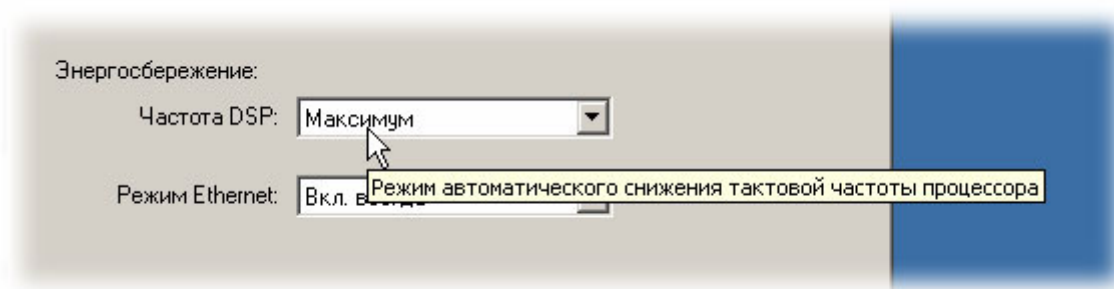 Энергосбережение:
Частота DSP: Максимум
Режим автоматического снижения тактовой частоты процессора
Режим Ethernet: Вкл.